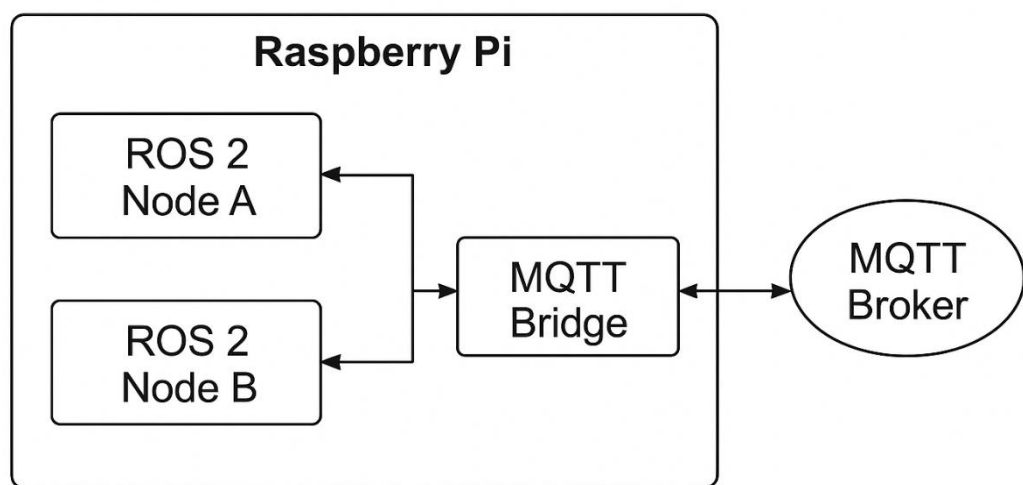 Raspberry Pi
ROS 2
Node A
ROS 2
Node B
MQTT
Bridge
MQTT
Broker